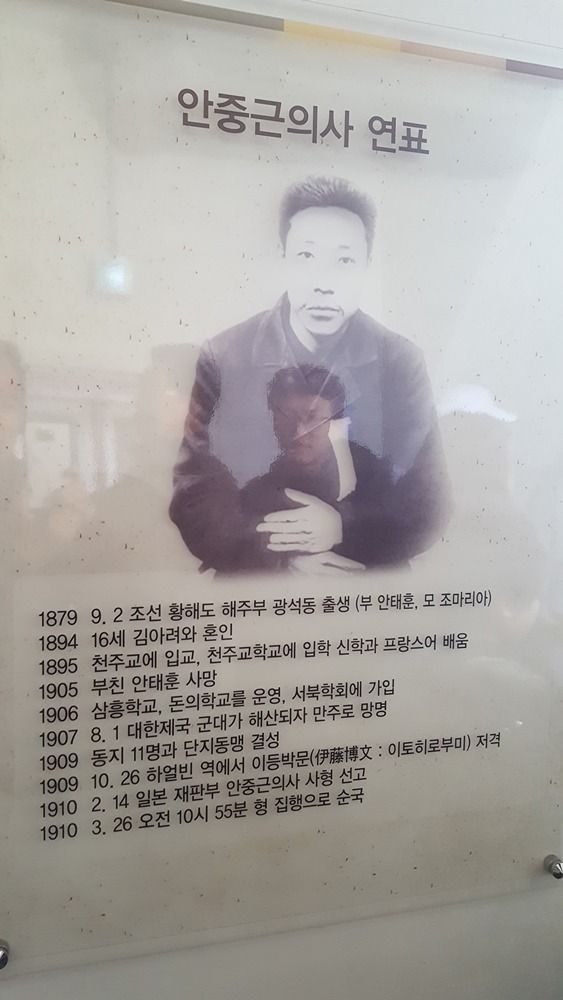 안중근의사 연표
1879 9. 2 조선 황해도 해주부 광석동 출생 (부 안태훈, 모 조마리아)
1894 16세 김아려와 혼인
1895 천주교에 입교, 천주교학교에 입학 신학과 프랑스어 배움
1905 부친 안태훈 사망
1906 삼흥학교, 돈의학교를 운영, 서북학회에 가입
1907 8. 1 대한제국 군대가 해산되자 만주로 망명
1909 동지 11명과 단지동맹 결성
1909 10. 26 하얼빈 역에서 이등박문(伊藤博文 : 이토히로부미) 저격
1910 2. 14 일본 재판부 안중근의사 사형 선고
1910 3. 26 오전 10시 55분 형 집행으로 순국